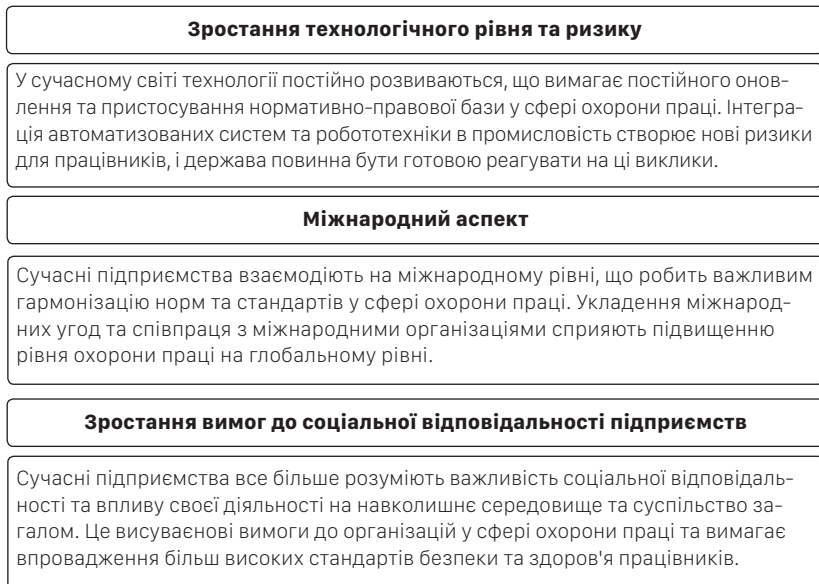 Зростання технологічного рівня та ризику
У сучасному світі технології постійно розвиваються, що вимагає постійного онов-
лення та пристосування нормативно-правової бази у сфері охорони праці. Інтегра-
ція автоматизованих систем та робототехніки в промисловість створює нові ризики
для працівників, і держава повинна бути готовою реагувати на ці виклики.
Міжнародний аспект
Сучасні підприємства взаємодіють на міжнародному рівні, що робить важливим
гармонізацію норм та стандартів у сфері охорони праці. Укладення міжнарод-
них угод та співпраця з міжнародними організаціями сприяють підвищенню
рівня охорони праці на глобальному рівні.
Зростання вимог до соціальної відповідальності підприємств
Сучасні підприємства все більше розуміють важливість соціальної відповідаль-
ності та впливу своєї діяльності на навколишнє середовище та суспільство за-
галом. Це висуваєнові вимоги до організацій у сфері охорони праці та вимагає
впровадження більш високих стандартів безпеки та здоров'я працівників.